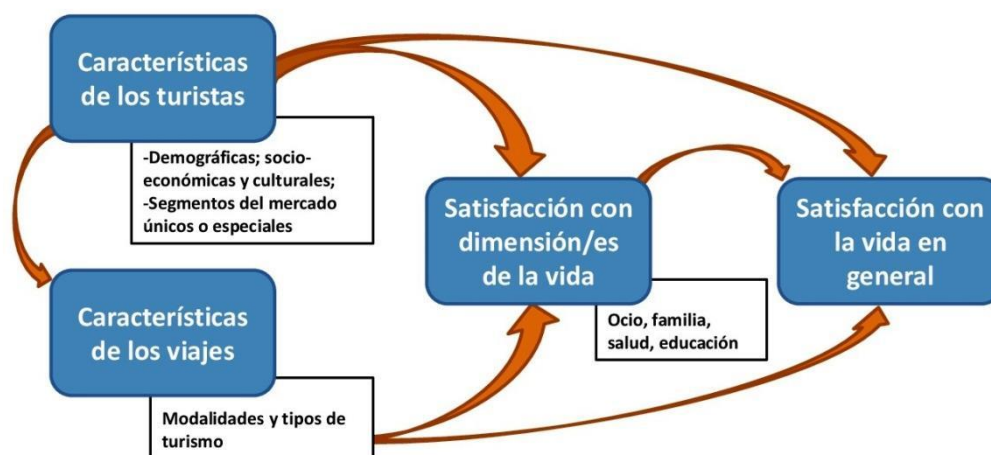 Características
de los turistas
-Demográficas; socio-
económicas y culturales;
-Segmentos del mercado
únicos o especiales
Características
de los viajes
Modalidades y tipos de
turismo
Satisfacción con
dimensión/es
de la vida
Ocio, familia,
salud, educación
Satisfacción con
la vida en
general